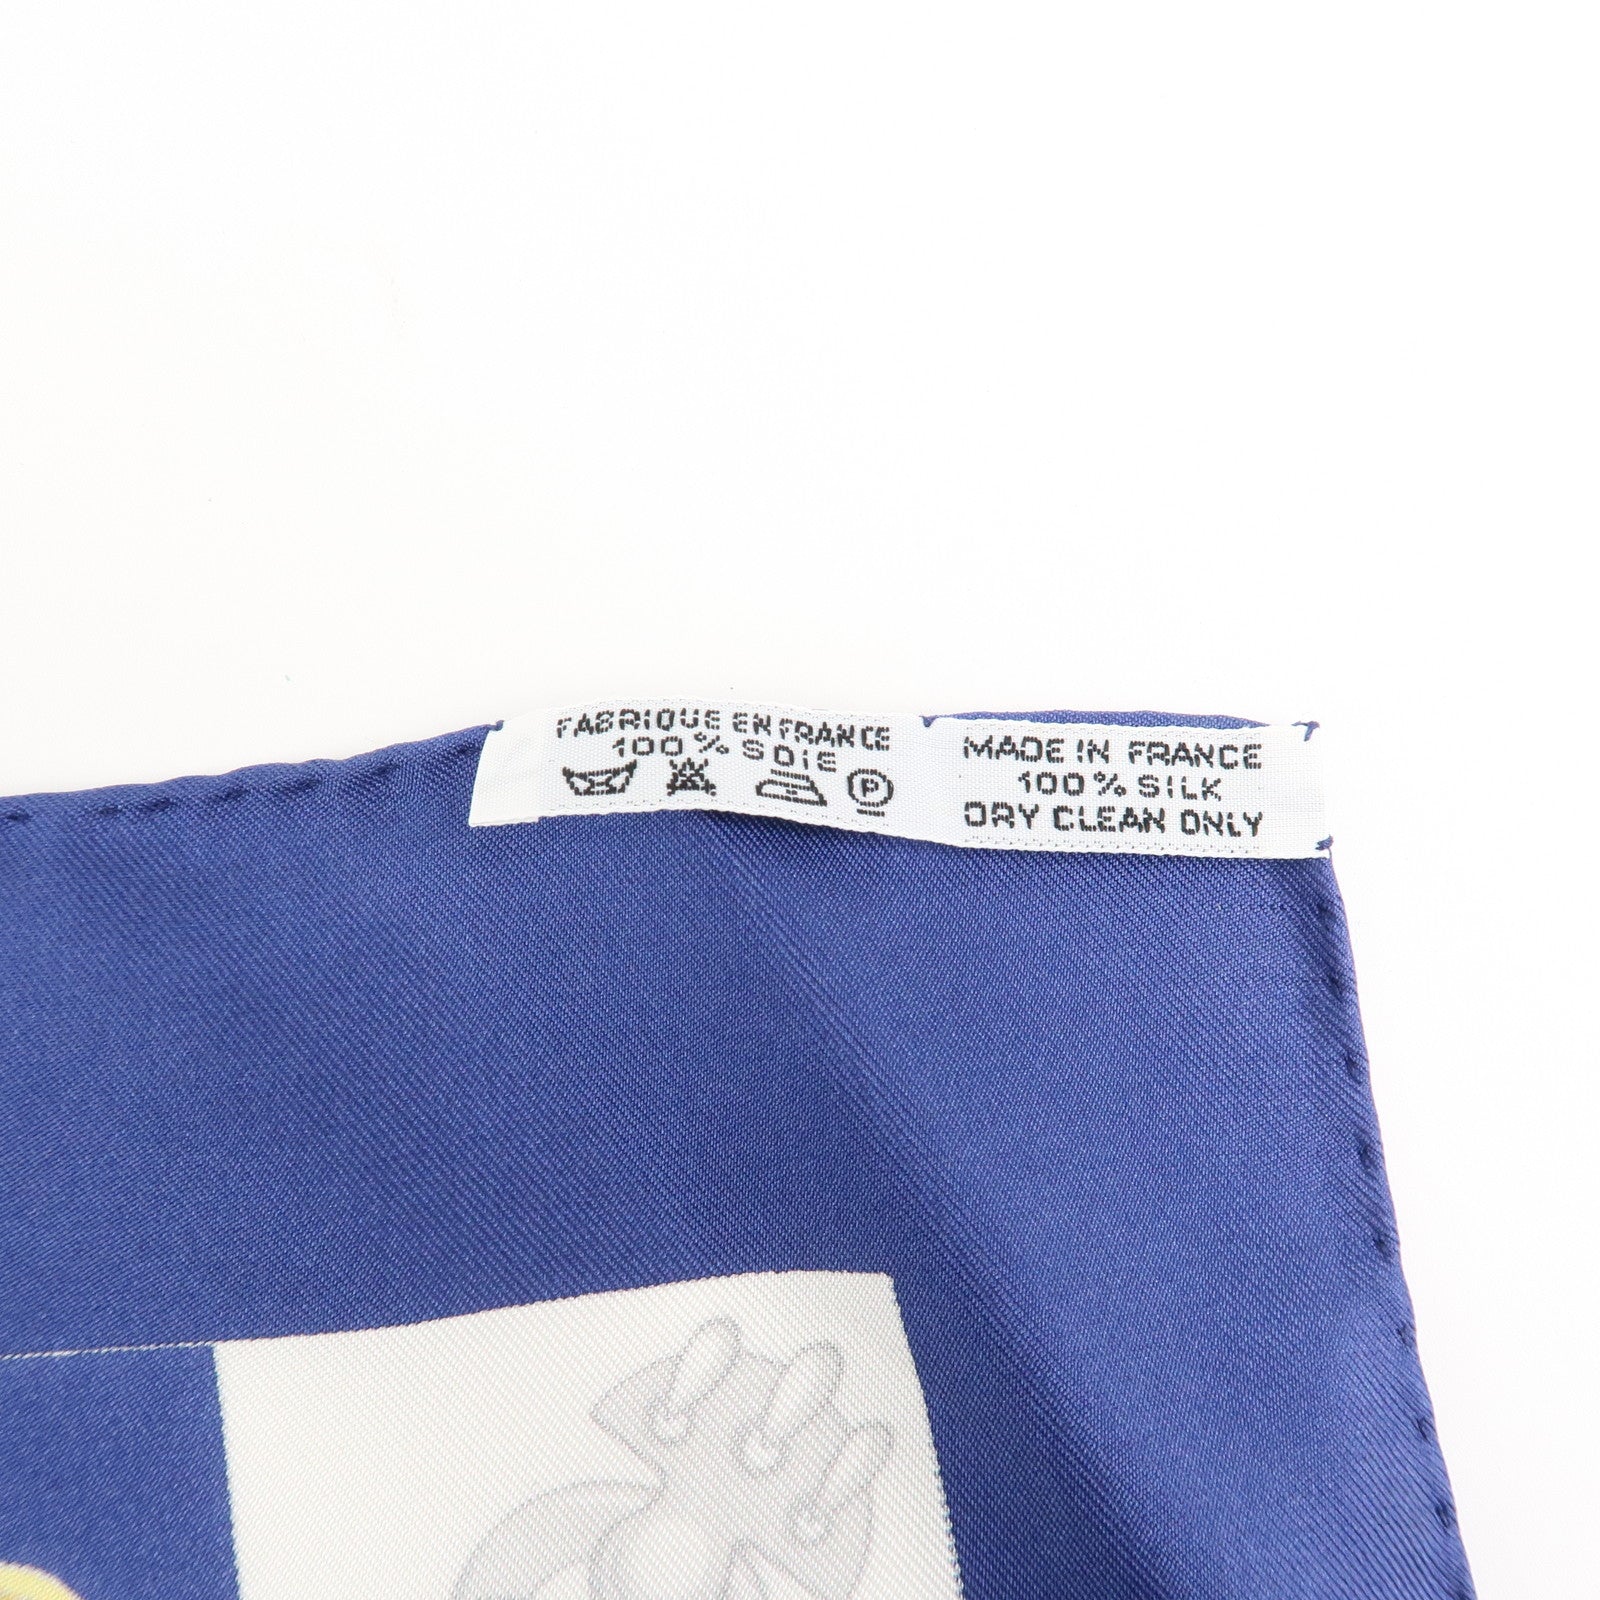 FABRIQUE EN FRANCE
100% SOIE
P
MADE IN FRANCE
100% SILK
DRY CLEAN ONLY